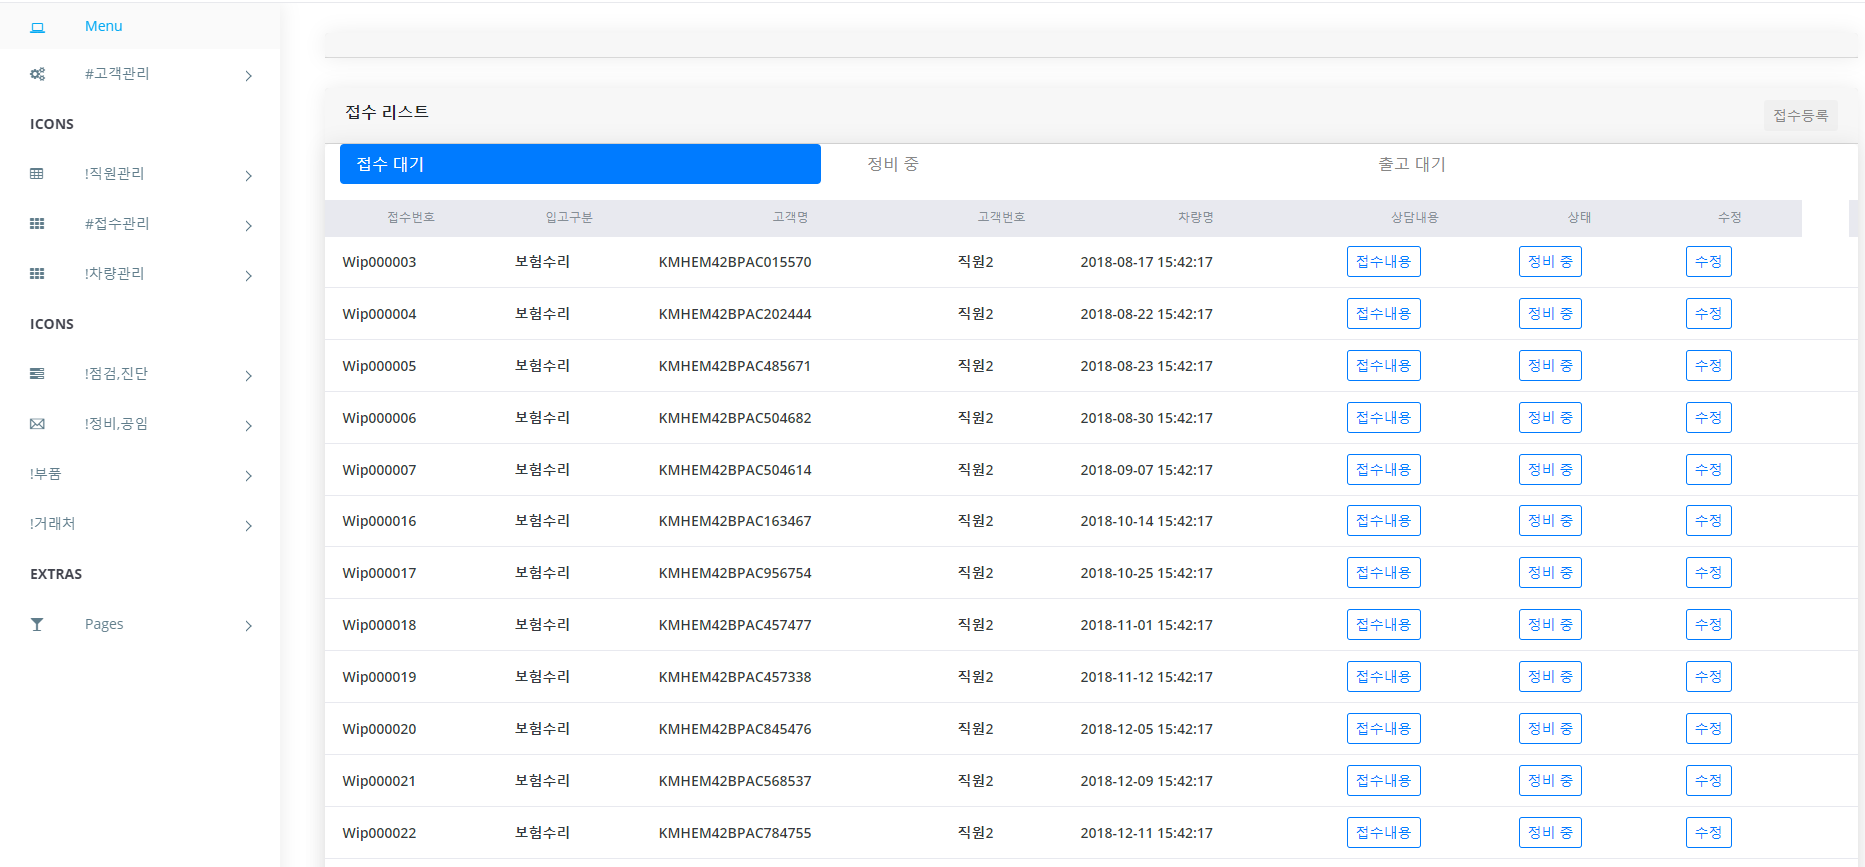 Menu
#고객관리
ICONS
!직원관리
#접수관리
!차량관리
ICONS
!점검,진단
!정비,공임
!부품
!거래처
EXTRAS
Pages
접수 리스트
접수등록
접수 대기 정비 중 출고 대기
접수번호 입고구분 고객명 고객번호 차량명 상담내용 상태 수정
Wip000003 보험수리 KMHEM42BPAC015570 직원2 2018-08-17 15:42:17 접수내용 정비 중 수정
Wip000004 보험수리 KMHEM42BPAC202444 직원2 2018-08-22 15:42:17 접수내용 정비 중 수정
Wip000005 보험수리 KMHEM42BPAC485671 직원2 2018-08-23 15:42:17 접수내용 정비 중 수정
Wip000006 보험수리 KMHEM42BPAC504682 직원2 2018-08-30 15:42:17 접수내용 정비 중 수정
Wip000007 보험수리 KMHEM42BPAC504614 직원2 2018-09-07 15:42:17 접수내용 정비 중 수정
Wip000016 보험수리 KMHEM42BPAC163467 직원2 2018-10-14 15:42:17 접수내용 정비 중 수정
Wip000017 보험수리 KMHEM42BPAC956754 직원2 2018-10-25 15:42:17 접수내용 정비 중 수정
Wip000018 보험수리 KMHEM42BPAC457477 직원2 2018-11-01 15:42:17 접수내용 정비 중 수정
Wip000019 보험수리 KMHEM42BPAC457338 직원2 2018-11-12 15:42:17 접수내용 정비 중 수정
Wip000020 보험수리 KMHEM42BPAC845476 직원2 2018-12-05 15:42:17 접수내용 정비 중 수정
Wip000021 보험수리 KMHEM42BPAC568537 직원2 2018-12-09 15:42:17 접수내용 정비 중 수정
Wip000022 보험수리 KMHEM42BPAC784755 직원2 2018-12-11 15:42:17 접수내용 정비 중 수정